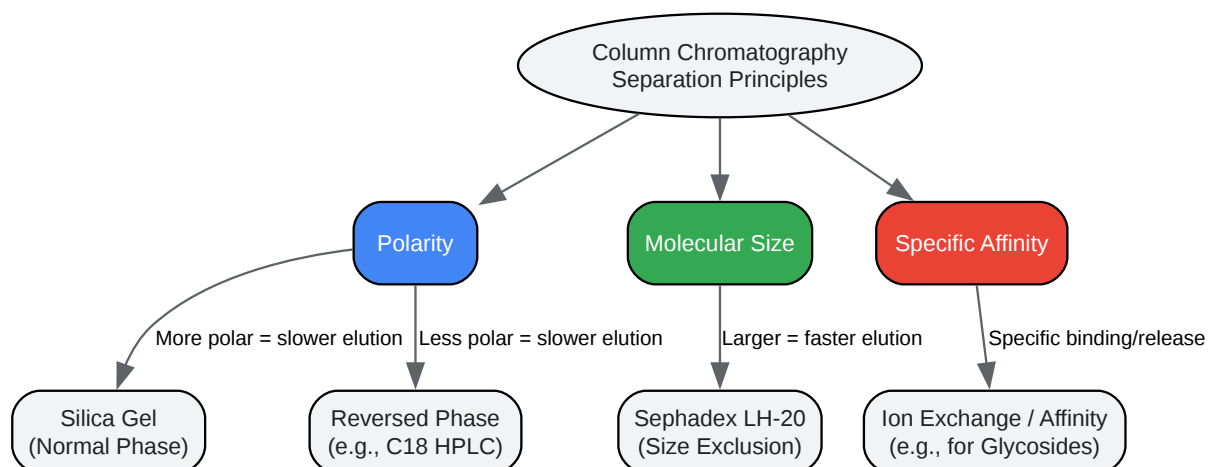 Column Chromatography
Separation Principles
Polarity
Molecular Size
Specific Affinity
More polar = slower elution
Less polar = slower elution
Larger = faster elution
Specific binding/release
Silica Gel
(Normal Phase)
Reversed Phase
(e.g., C18 HPLC)
Sephadex LH-20
(Size Exclusion)
Ion Exchange / Affinity
(e.g., for Glycosides)